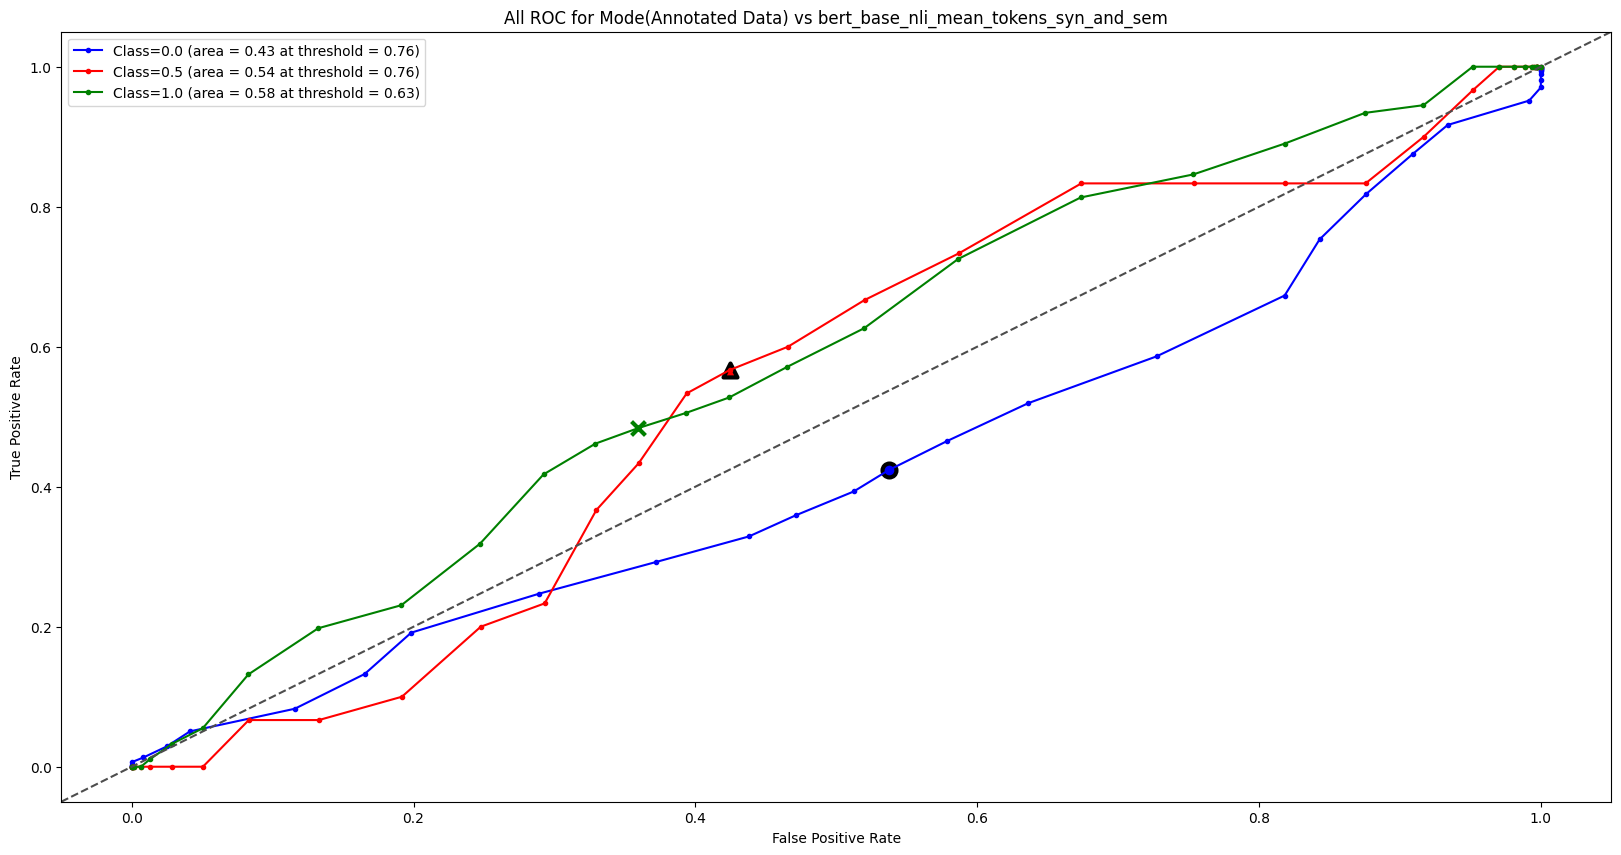 All ROC for Mode(Annotated Data) vs bert_base_nli_mean_tokens_syn_and_sem
Class=0.0 (area = 0.43 at threshold = 0.76)
Class=0.5 (area = 0.54 at threshold = 0.76)
Class=1.0 (area = 0.58 at threshold = 0.63)
True Positive Rate
1.0
0.8
0.6
0.4
0.2
0.0
0.0 0.2 0.4 0.6 0.8 1.0
False Positive Rate